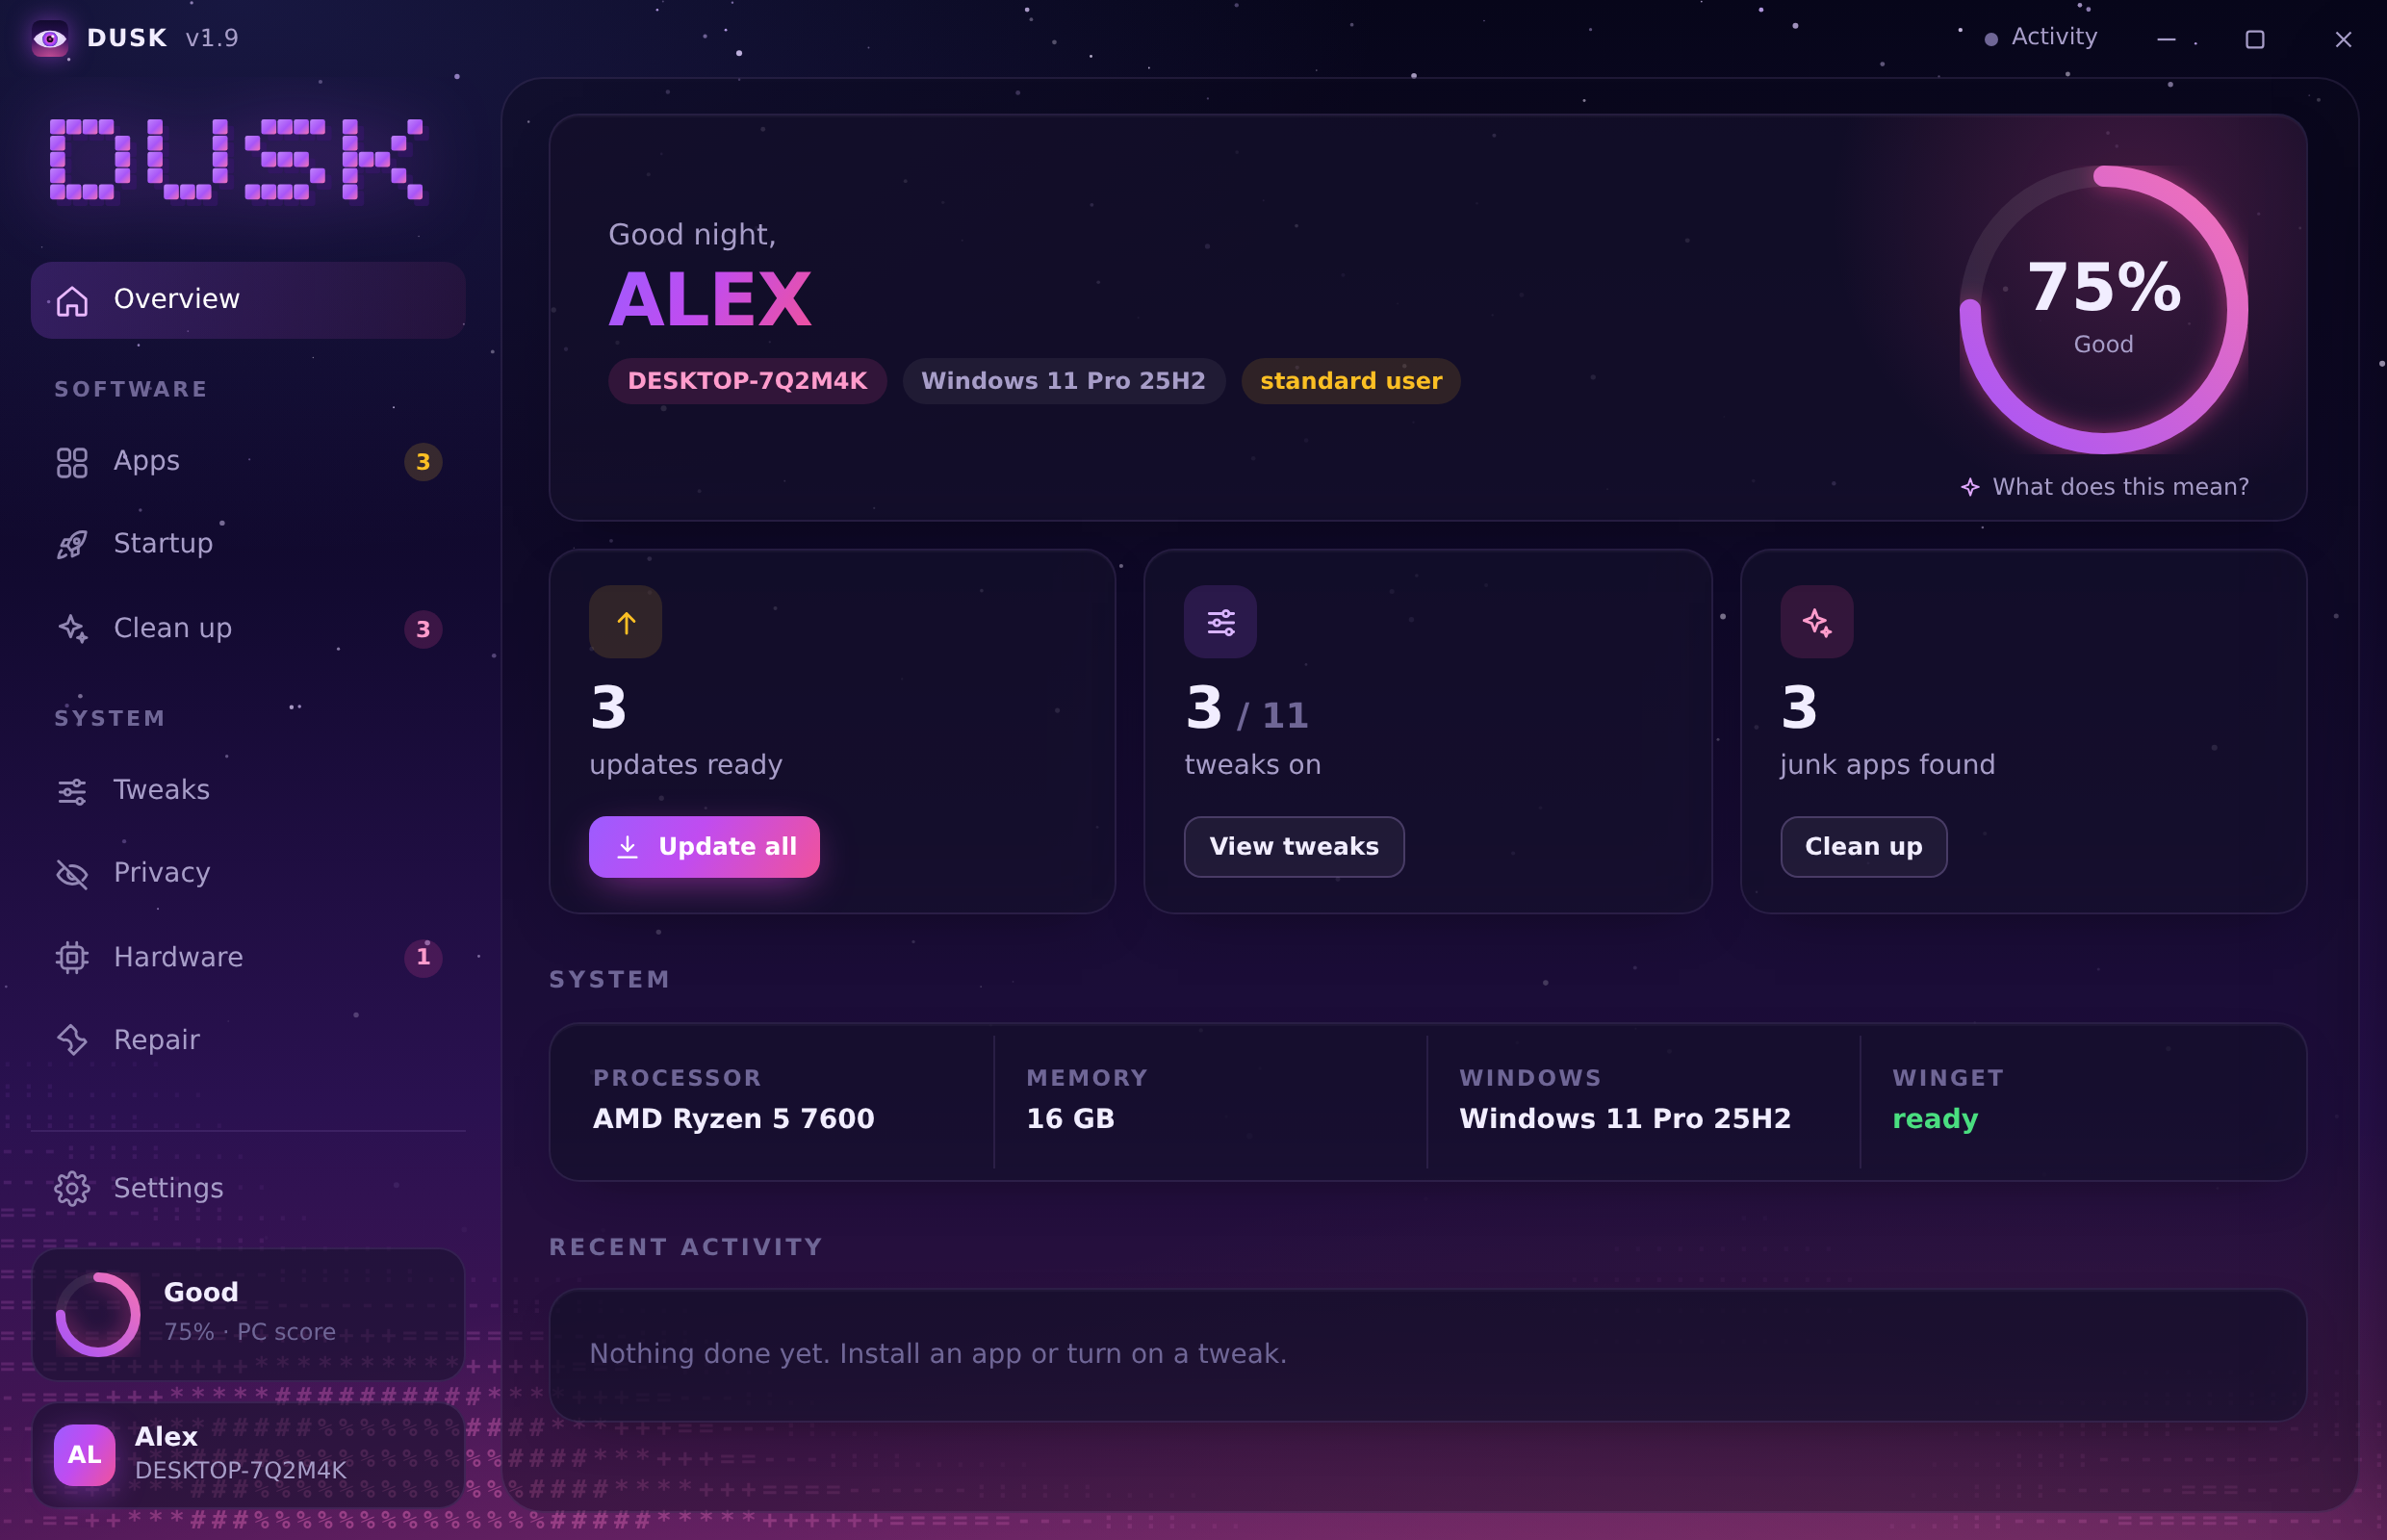 DUSK v1.9
Activity
DUSK
Overview
SOFTWARE
Apps 3
Startup
Clean up 3
SYSTEM
Tweaks
Privacy
Hardware 1
Repair
Settings
Good
75% · PC score
AL
Alex
DESKTOP-7Q2M4K
Good night,
ALEX
DESKTOP-7Q2M4K Windows 11 Pro 25H2 standard user
75%
Good
What does this mean?
3
updates ready
Update all
3 / 11
tweaks on
View tweaks
3
junk apps found
Clean up
SYSTEM
PROCESSOR
AMD Ryzen 5 7600
MEMORY
16 GB
WINDOWS
Windows 11 Pro 25H2
WINGET
ready
RECENT ACTIVITY
Nothing done yet. Install an app or turn on a tweak.